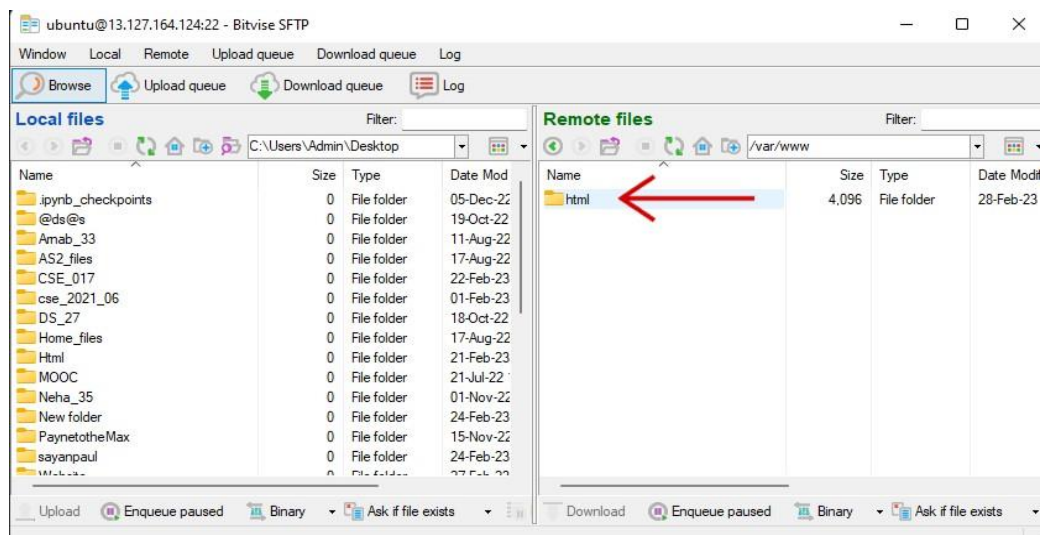 ubuntu@13.127.164.124:22 - Bitvise SFTP
Window Local Remote Upload queue Download queue Log
Browse Upload queue Download queue Log
Local files Filter:
C:\Users\Admin\Desktop
Name Size Type Date Mod
.ipynb_checkpoints 0 File folder 05-Dec-22
@ds@s 0 File folder 19-Oct-22
Arnab_33 0 File folder 11-Aug-22
AS2_files 0 File folder 17-Aug-22
CSE_017 0 File folder 22-Feb-23
cse_2021_06 0 File folder 01-Feb-23
DS_27 0 File folder 18-Oct-22
Home_files 0 File folder 17-Aug-22
Html 0 File folder 21-Feb-23
MOOC 0 File folder 21-Jul-22
Neha_35 0 File folder 01-Nov-22
New folder 0 File folder 24-Feb-23
PaynetotheMax 0 File folder 15-Nov-22
sayanpaul 0 File folder 24-Feb-23
Upload Enqueue paused Binary Ask if file exists
Remote files Filter:
/var/www
Name Size Type Date Modif
html 4,096 File folder 28-Feb-23
Download Enqueue paused Binary Ask if file exists